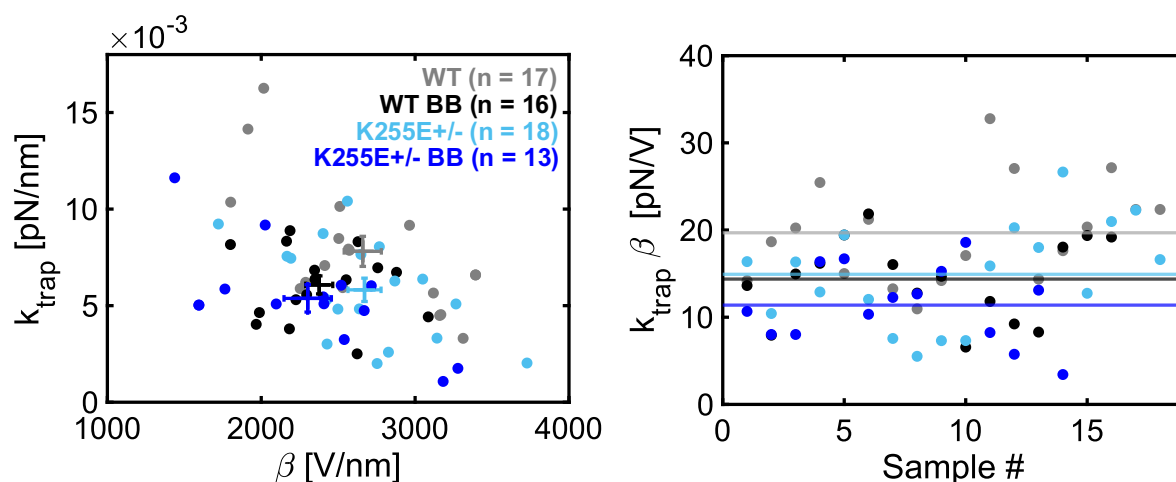 ×10⁻³
15
10
5
0
k_trap [pN/nm]
WT (n = 17)
WT BB (n = 16)
K255E+/- (n = 18)
K255E+/- BB (n = 13)
1000 2000 3000 4000
β [V/nm]
40
30
20
10
0
k_trap β [pN/V]
0 5 10 15
Sample #